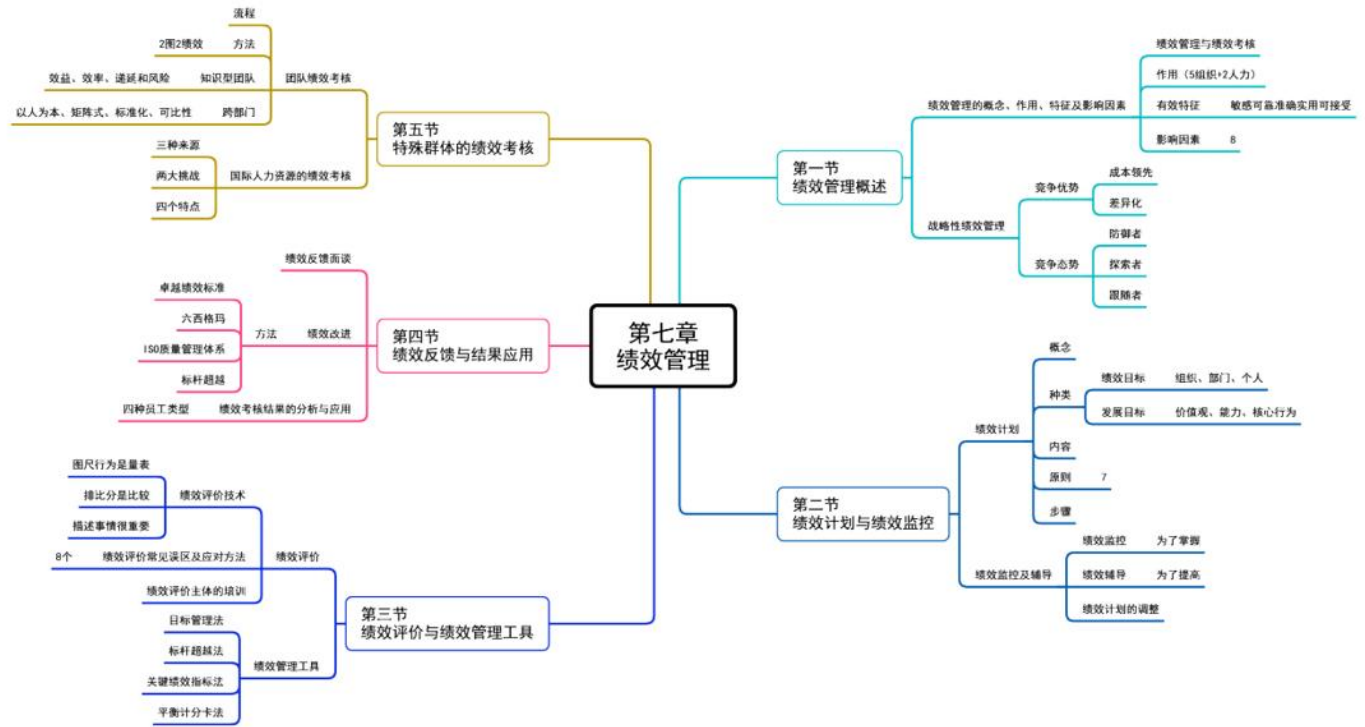 第七章
绩效管理
第一节
绩效管理概述
绩效管理的概念、作用、特征及影响因素
绩效管理与绩效考核
作用（5组织+2人力）
有效特征 敏感可靠准确实用可接受
影响因素 8
战略性绩效管理
竞争优势
成本领先
差异化
竞争态势
防御者
探索者
跟随者
第二节
绩效计划与绩效监控
绩效计划
概念
种类
绩效目标 组织、部门、个人
发展目标 价值观、能力、核心行为
内容
原则 7
步骤
绩效监控及辅导
绩效监控 为了掌握
绩效辅导 为了提高
绩效计划的调整
第三节
绩效评价与绩效管理工具
绩效评价
绩效评价技术
图尺行为是量表
排比分是比较
描述事情很重要
8个 绩效评价常见误区及应对方法
绩效评价主体的培训
绩效管理工具
目标管理法
标杆超越法
关键绩效指标法
平衡计分卡法
第四节
绩效反馈与结果应用
绩效反馈面谈
方法 绩效改进
卓越绩效标准
六西格玛
ISO质量管理体系
标杆超越
四种员工类型 绩效考核结果的分析与应用
第五节
特殊群体的绩效考核
团队绩效考核
流程
2图2绩效 方法
效益、效率、递延和风险 知识型团队
以人为本、矩阵式、标准化、可比性 跨部门
国际人力资源的绩效考核
三种来源
两大挑战
四个特点